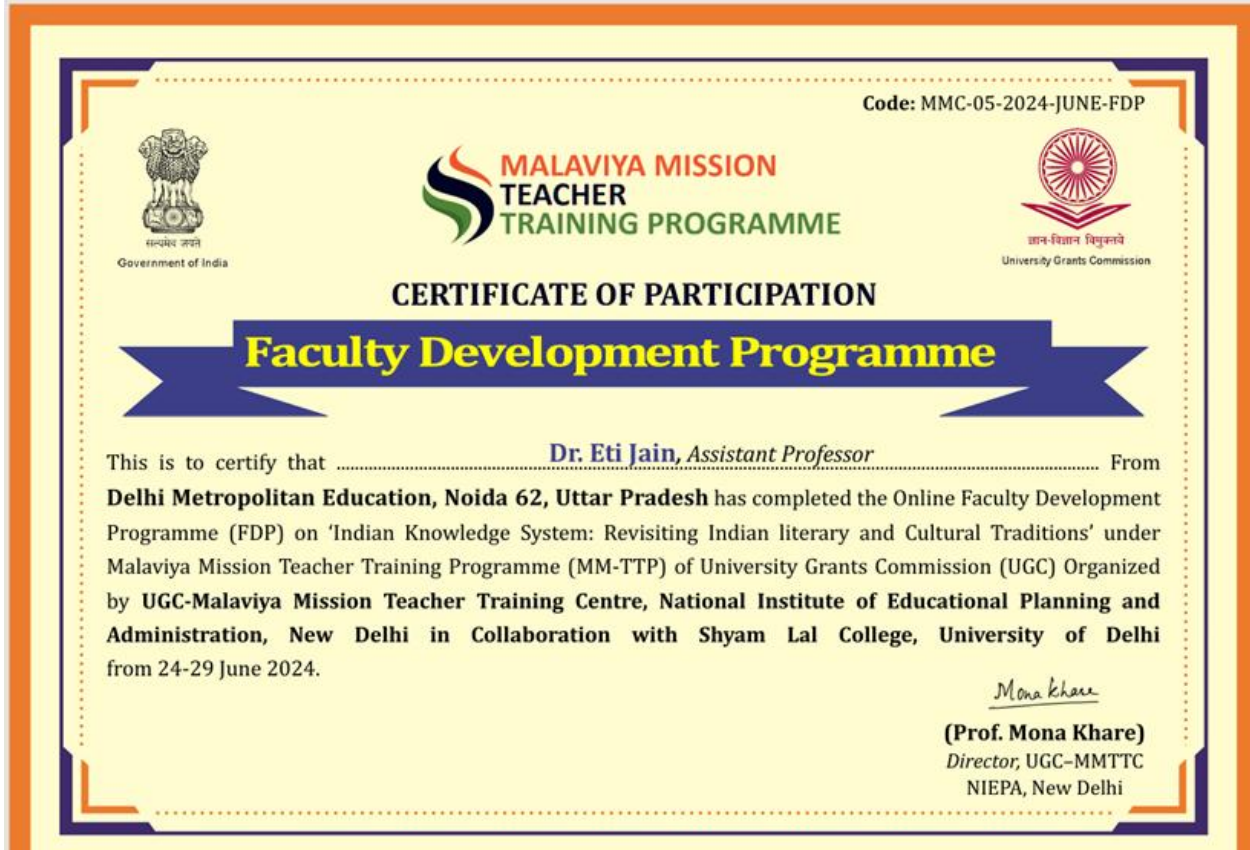 Code: MMC-05-2024-JUNE-FDP
MALAVIYA MISSION
TEACHER
TRAINING PROGRAMME
सत्यमेव जयते
Government of India
ज्ञान-विज्ञान विमुक्तये
University Grants Commission
CERTIFICATE OF PARTICIPATION
Faculty Development Programme
This is to certify that Dr. Eti Jain, Assistant Professor From
Delhi Metropolitan Education, Noida 62, Uttar Pradesh has completed the Online Faculty Development
Programme (FDP) on ‘Indian Knowledge System: Revisiting Indian literary and Cultural Traditions’ under
Malaviya Mission Teacher Training Programme (MM-TTP) of University Grants Commission (UGC) Organized
by UGC-Malaviya Mission Teacher Training Centre, National Institute of Educational Planning and
Administration, New Delhi in Collaboration with Shyam Lal College, University of Delhi
from 24-29 June 2024.
Mona Khare
(Prof. Mona Khare)
Director, UGC–MMTTC
NIEPA, New Delhi